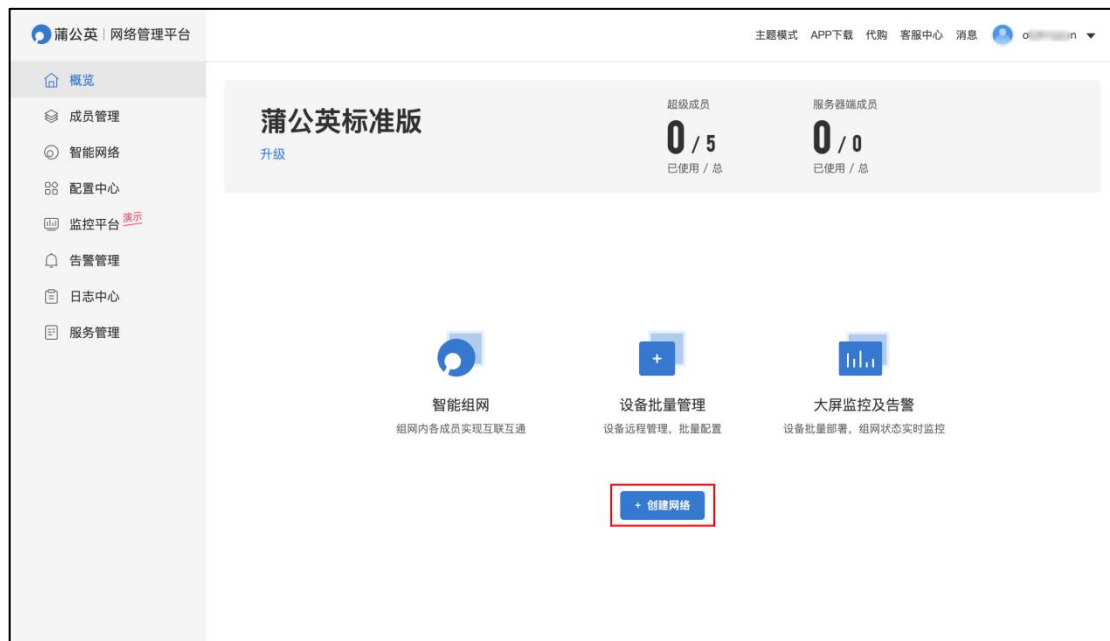 蒲公英 | 网络管理平台
主题模式 APP下载 代购 客服中心 消息
概览
成员管理
智能网络
配置中心
监控平台 演示
告警管理
日志中心
服务管理
蒲公英标准版
升级
超级成员
0 / 5
已使用 / 总
服务器端成员
0 / 0
已使用 / 总
智能组网
组网内各成员实现互联互通
设备批量管理
设备远程管理，批量配置
大屏监控及告警
设备批量部署，组网状态实时监控
+ 创建网络